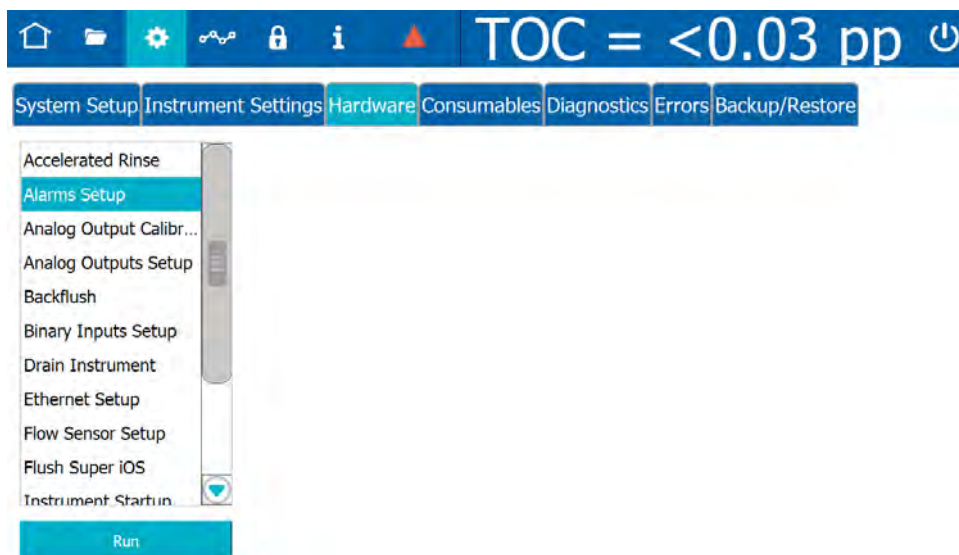 TOC = <0.03 pp
System Setup Instrument Settings Hardware Consumables Diagnostics Errors Backup/Restore
Accelerated Rinse
Alarms Setup
Analog Output Calibr...
Analog Outputs Setup
Backflush
Binary Inputs Setup
Drain Instrument
Ethernet Setup
Flow Sensor Setup
Flush Super iOS
Instrument Startup
Run